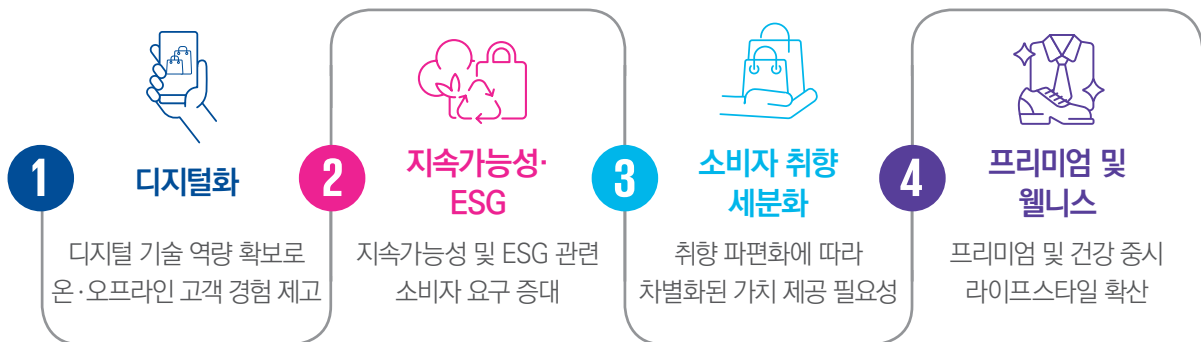 1
디지털화
디지털 기술 역량 확보로
온·오프라인 고객 경험 제고
2
지속가능성·
ESG
지속가능성 및 ESG 관련
소비자 요구 증대
3
소비자 취향
세분화
취향 파편화에 따라
차별화된 가치 제공 필요성
4
프리미엄 및
웰니스
프리미엄 및 건강 중시
라이프스타일 확산